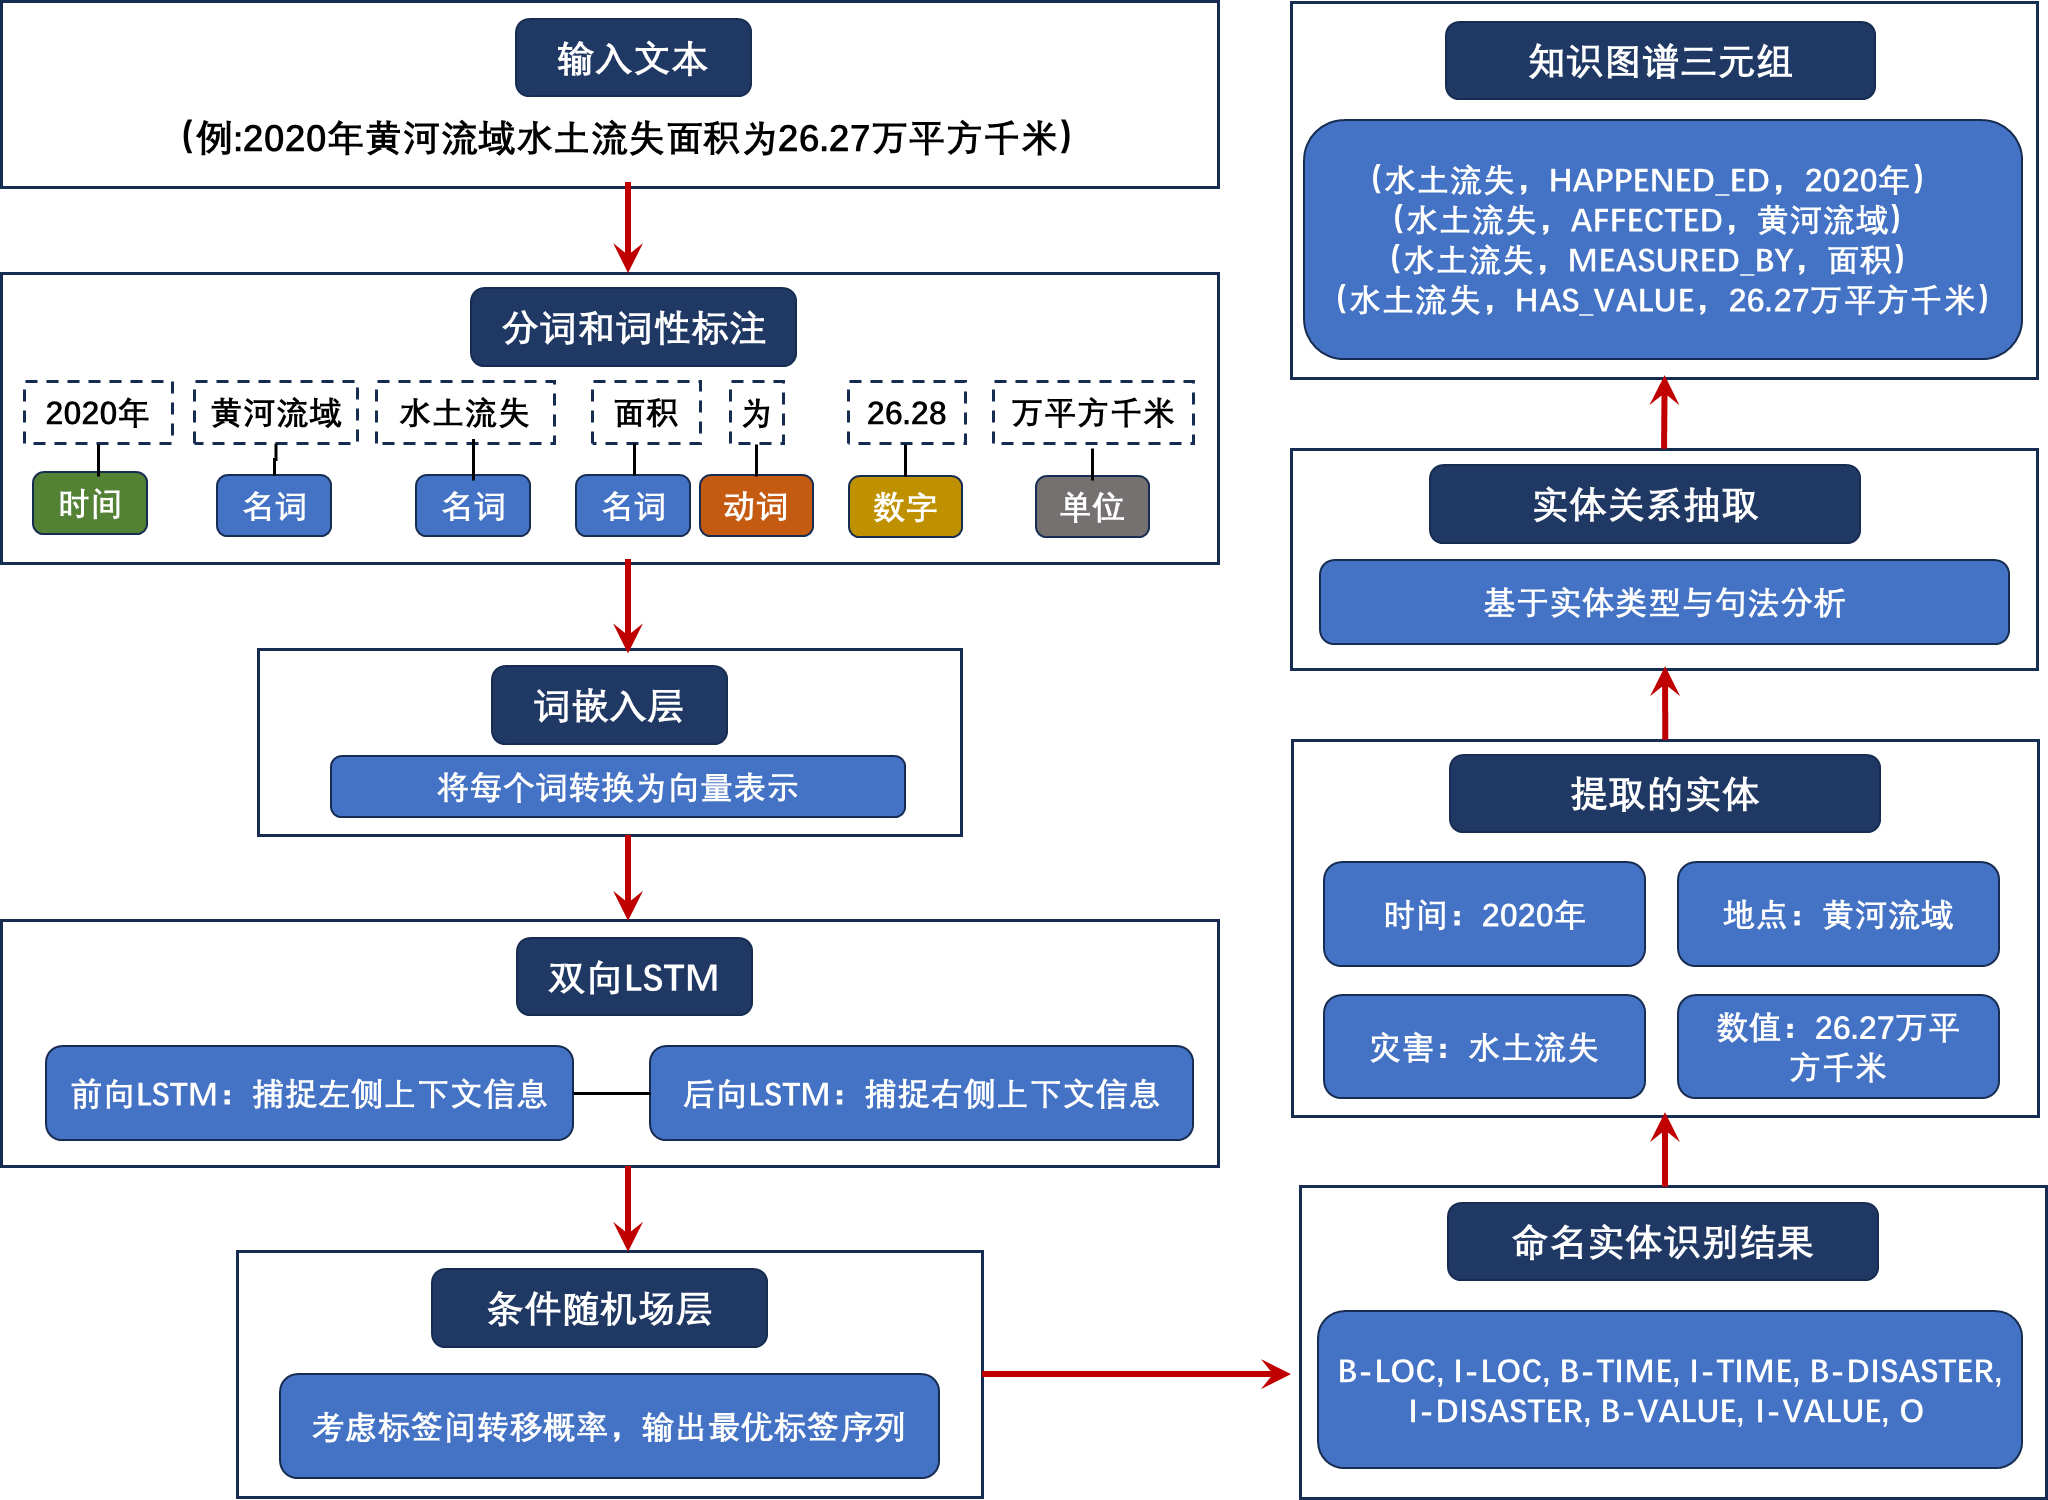 输入文本
(例:2020年黄河流域水土流失面积为26.27万平方千米)
分词和词性标注
2020年 黄河流域 水土流失 面积 为 26.28 万平方千米
时间 名词 名词 名词 动词 数字 单位
词嵌入层
将每个词转换为向量表示
双向LSTM
前向LSTM：捕捉左侧上下文信息 后向LSTM：捕捉右侧上下文信息
条件随机场层
考虑标签间转移概率，输出最优标签序列
命名实体识别结果
B-LOC, I-LOC, B-TIME, I-TIME, B-DISASTER,
I-DISASTER, B-VALUE, I-VALUE, O
提取的实体
时间：2020年 地点：黄河流域
灾害：水土流失
数值：26.27万平
方千米
实体关系抽取
基于实体类型与句法分析
知识图谱三元组
(水土流失，HAPPENED_ED，2020年)
(水土流失，AFFECTED，黄河流域)
(水土流失，MEASURED_BY，面积)
(水土流失，HAS_VALUE，26.27万平方千米)